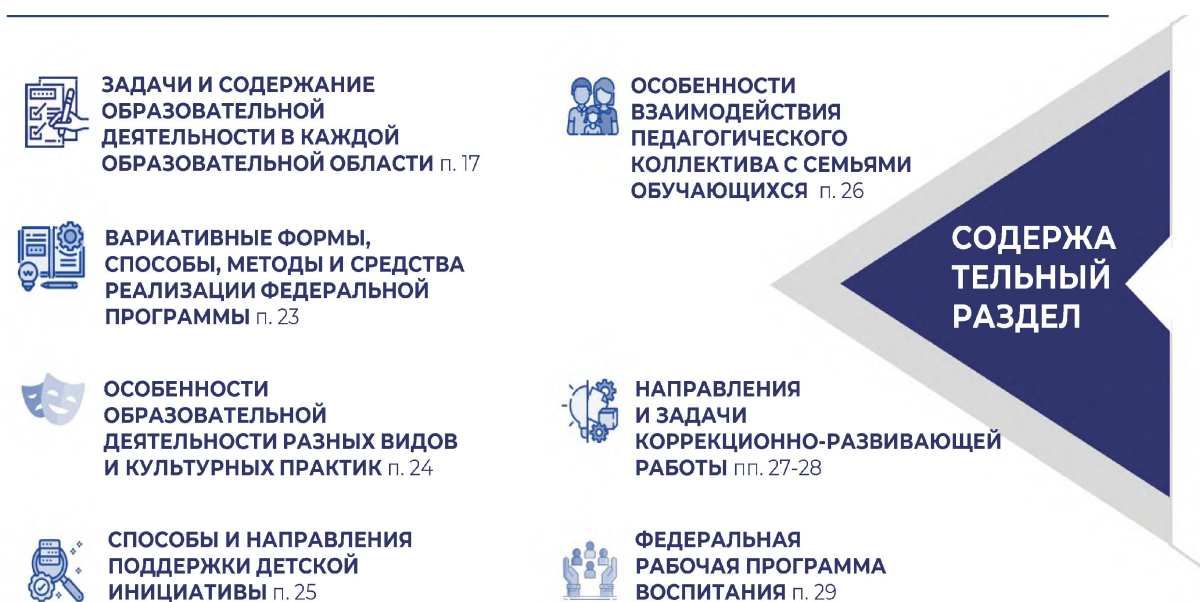 ЗАДАЧИ И СОДЕРЖАНИЕ
ОБРАЗОВАТЕЛЬНОЙ
ДЕЯТЕЛЬНОСТИ В КАЖДОЙ
ОБРАЗОВАТЕЛЬНОЙ ОБЛАСТИ п. 17
ВАРИАТИВНЫЕ ФОРМЫ,
СПОСОБЫ, МЕТОДЫ И СРЕДСТВА
РЕАЛИЗАЦИИ ФЕДЕРАЛЬНОЙ
ПРОГРАММЫ п. 23
ОСОБЕННОСТИ
ОБРАЗОВАТЕЛЬНОЙ
ДЕЯТЕЛЬНОСТИ РАЗНЫХ ВИДОВ
И КУЛЬТУРНЫХ ПРАКТИК п. 24
СПОСОБЫ И НАПРАВЛЕНИЯ
ПОДДЕРЖКИ ДЕТСКОЙ
ИНИЦИАТИВЫ п. 25
ОСОБЕННОСТИ
ВЗАИМОДЕЙСТВИЯ
ПЕДАГОГИЧЕСКОГО
КОЛЛЕКТИВА С СЕМЬЯМИ
ОБУЧАЮЩИХСЯ п. 26
НАПРАВЛЕНИЯ
И ЗАДАЧИ
КОРРЕКЦИОННО-РАЗВИВАЮЩЕЙ
РАБОТЫ пп. 27-28
ФЕДЕРАЛЬНАЯ
РАБОЧАЯ ПРОГРАММА
ВОСПИТАНИЯ п. 29
СОДЕРЖА
ТЕЛЬНЫЙ
РАЗДЕЛ